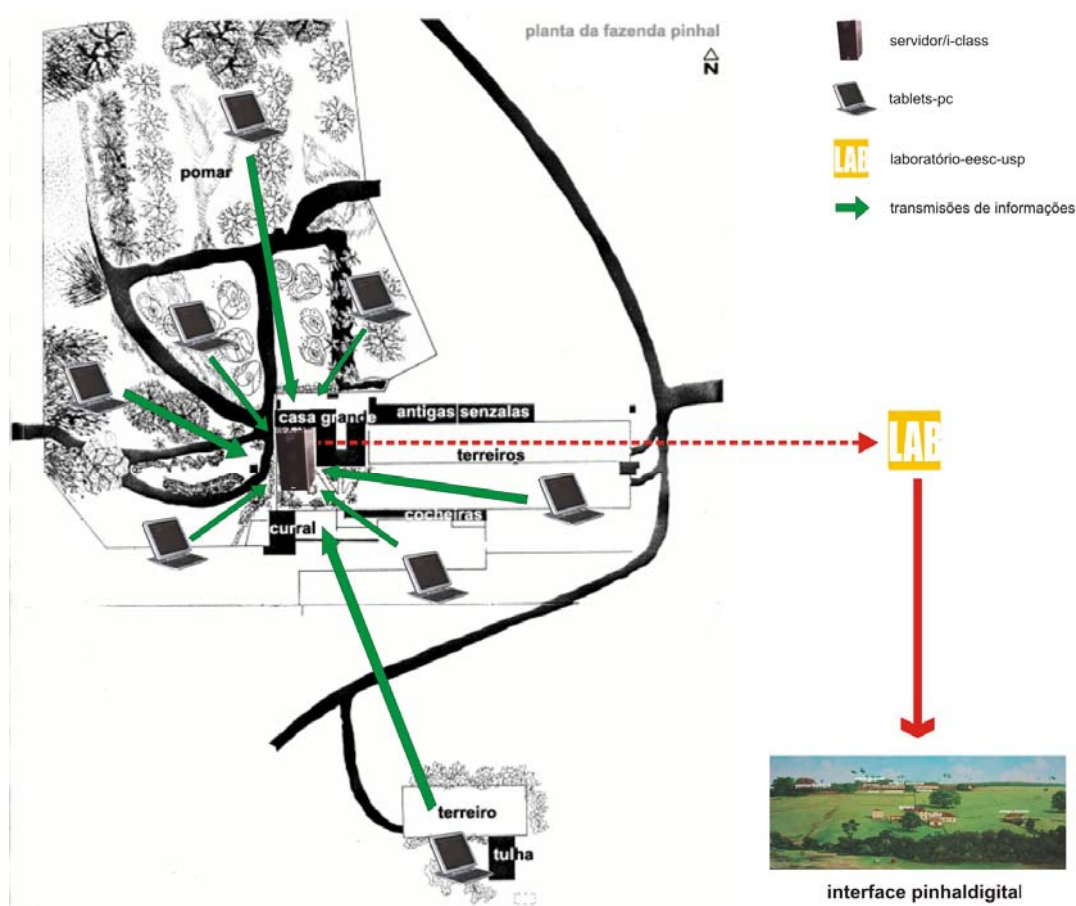 planta da fazenda pinhal
N
servidor/i-class
tablets-pc
LAB
laboratório-eesc-usp
transmisões de informações
pomar
casa grande
antigas senzalas
terreiros
LAB
cocheiras
curral
terreiro
tulha
interface pinhaldigital